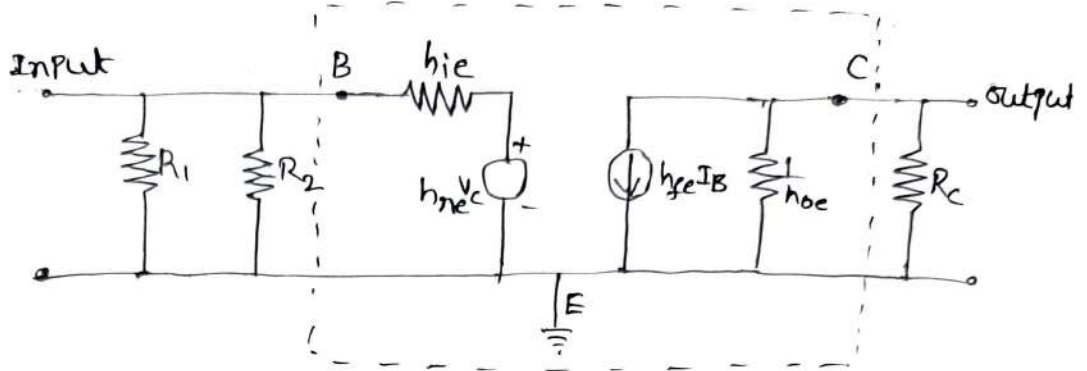 Input
B
hie
C
output
R1
R2
+
hreVc
-
hfeIB
1/hoe
Rc
E